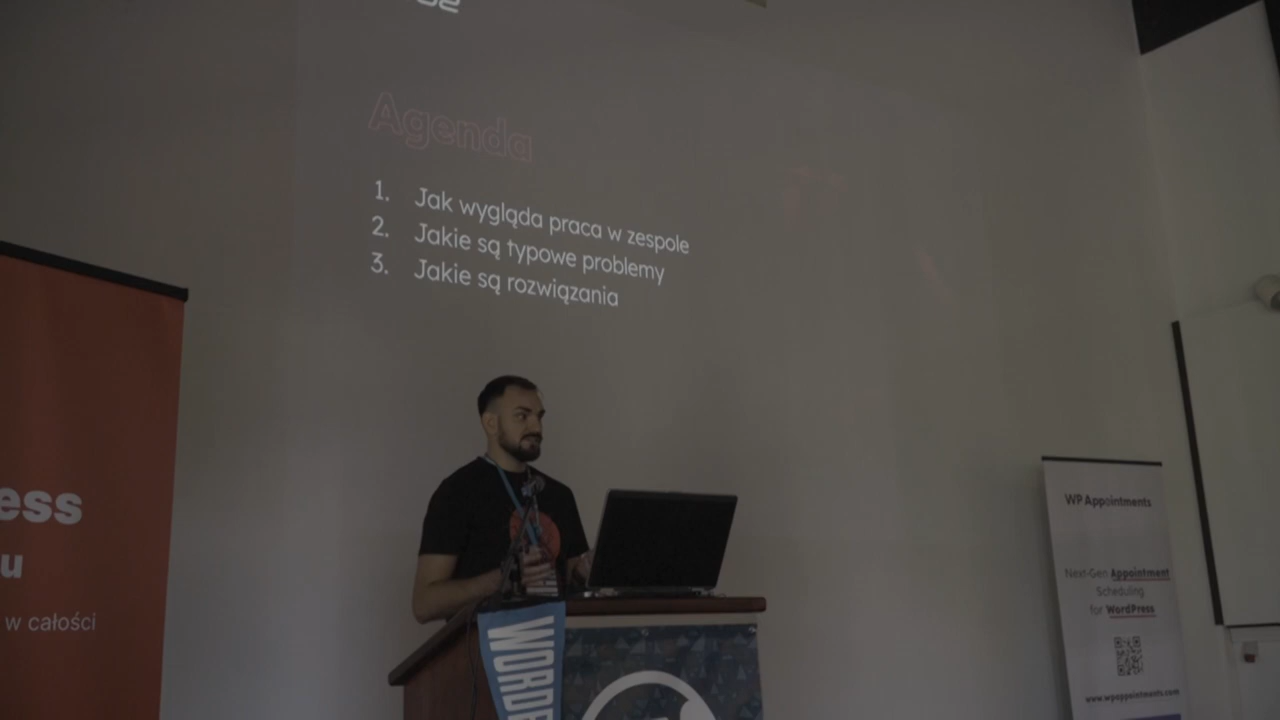 Agenda
1. Jak wygląda praca w zespole
2. Jakie są typowe problemy
3. Jakie są rozwiązania
ess
u
w całości
WP Appointments
Next-Gen Appointment
Scheduling
for WordPress
www.wpappointments.com